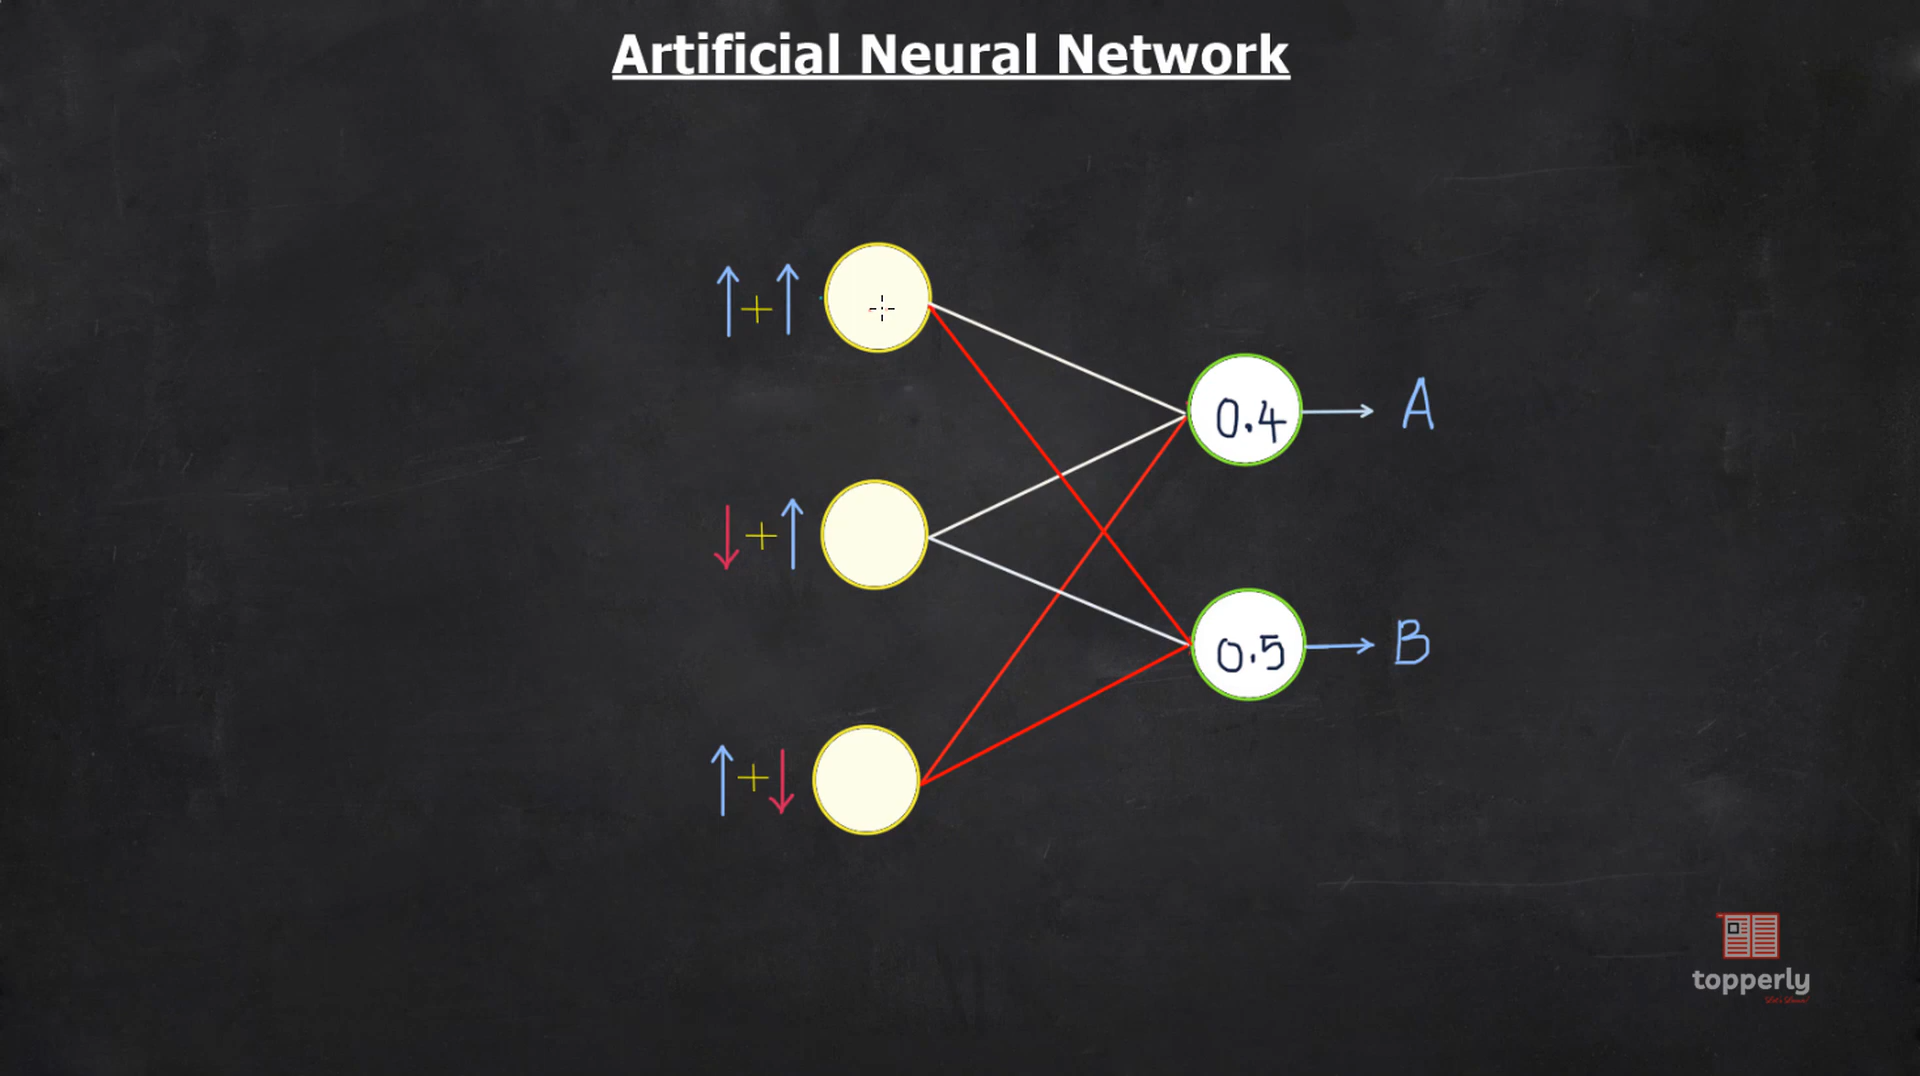 Artificial Neural Network
↑+↑
0.4 → A
↓+↑
0.5 → B
↑+↓
topperly